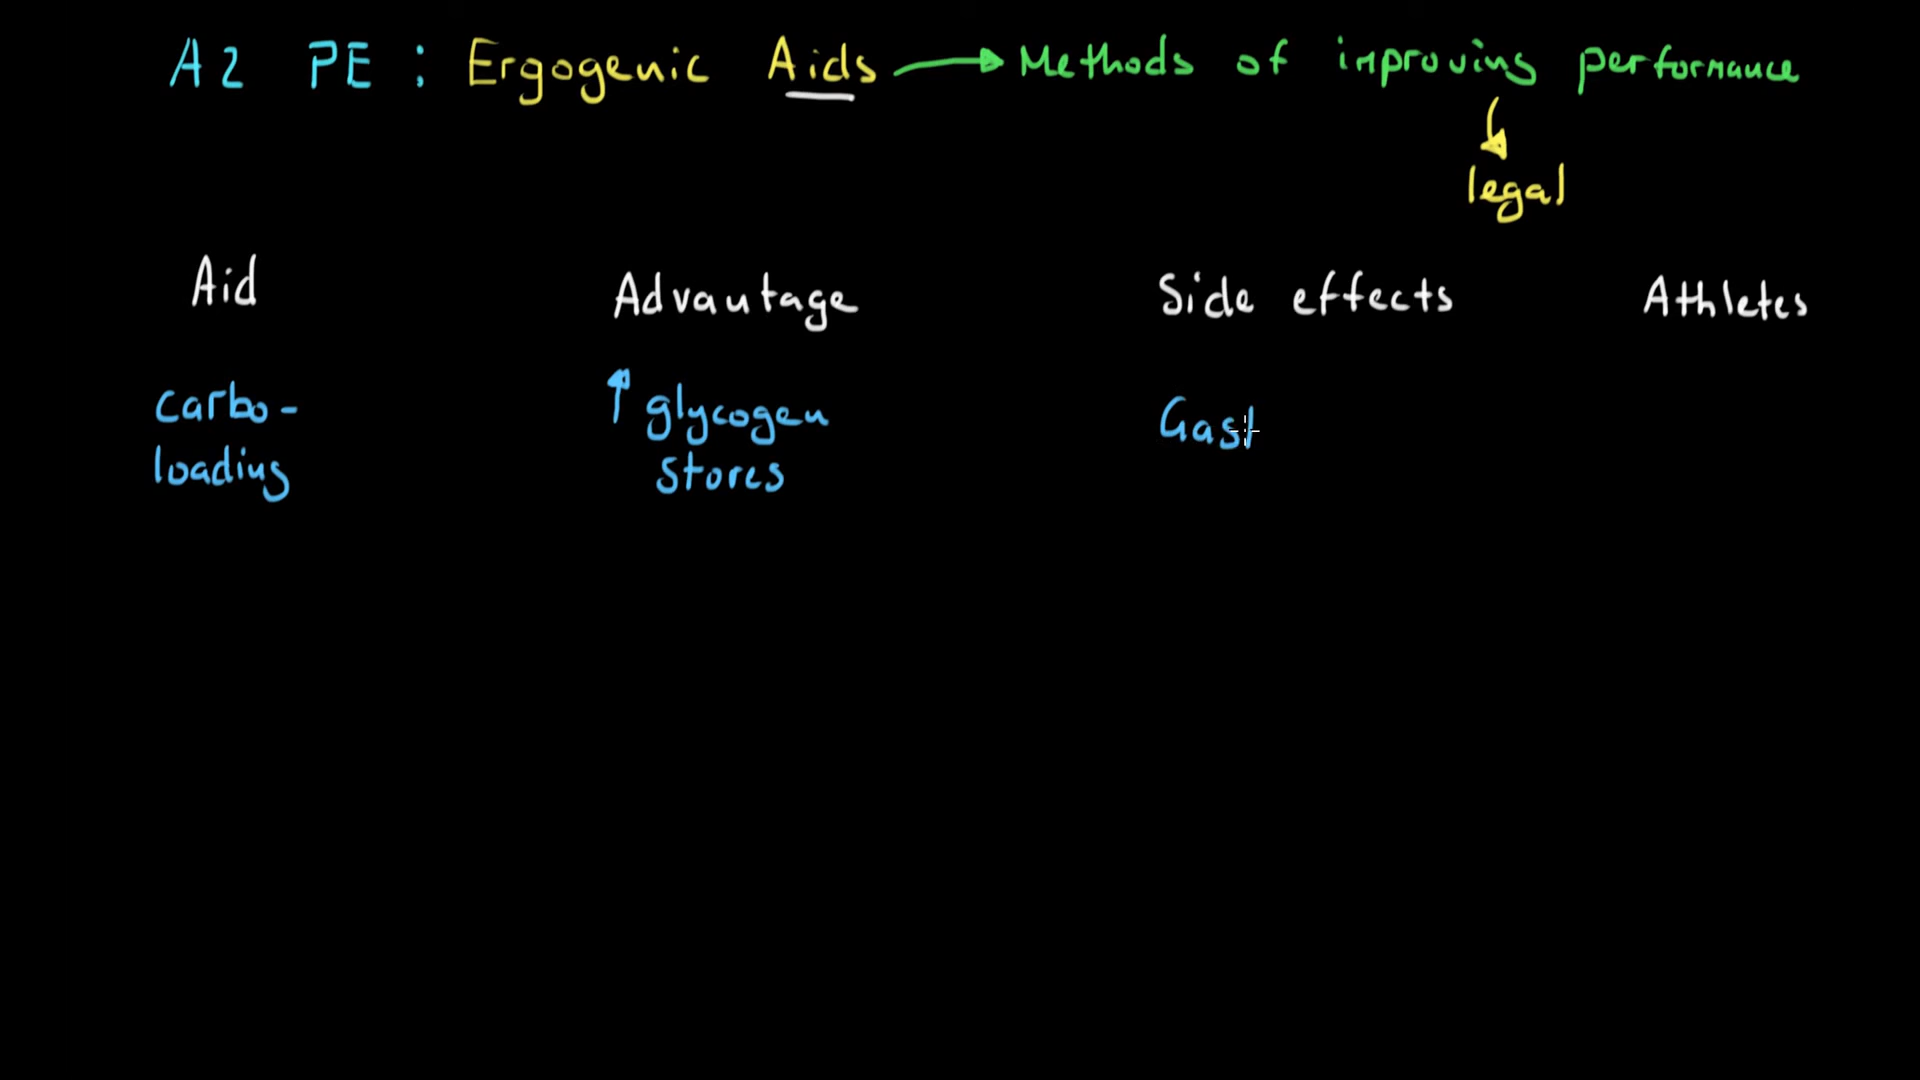 A2 PE : Ergogenic Aids → Methods of improving performance
legal
Aid Advantage Side effects Athletes
carbo- ↑ glycogen Gast
loading stores